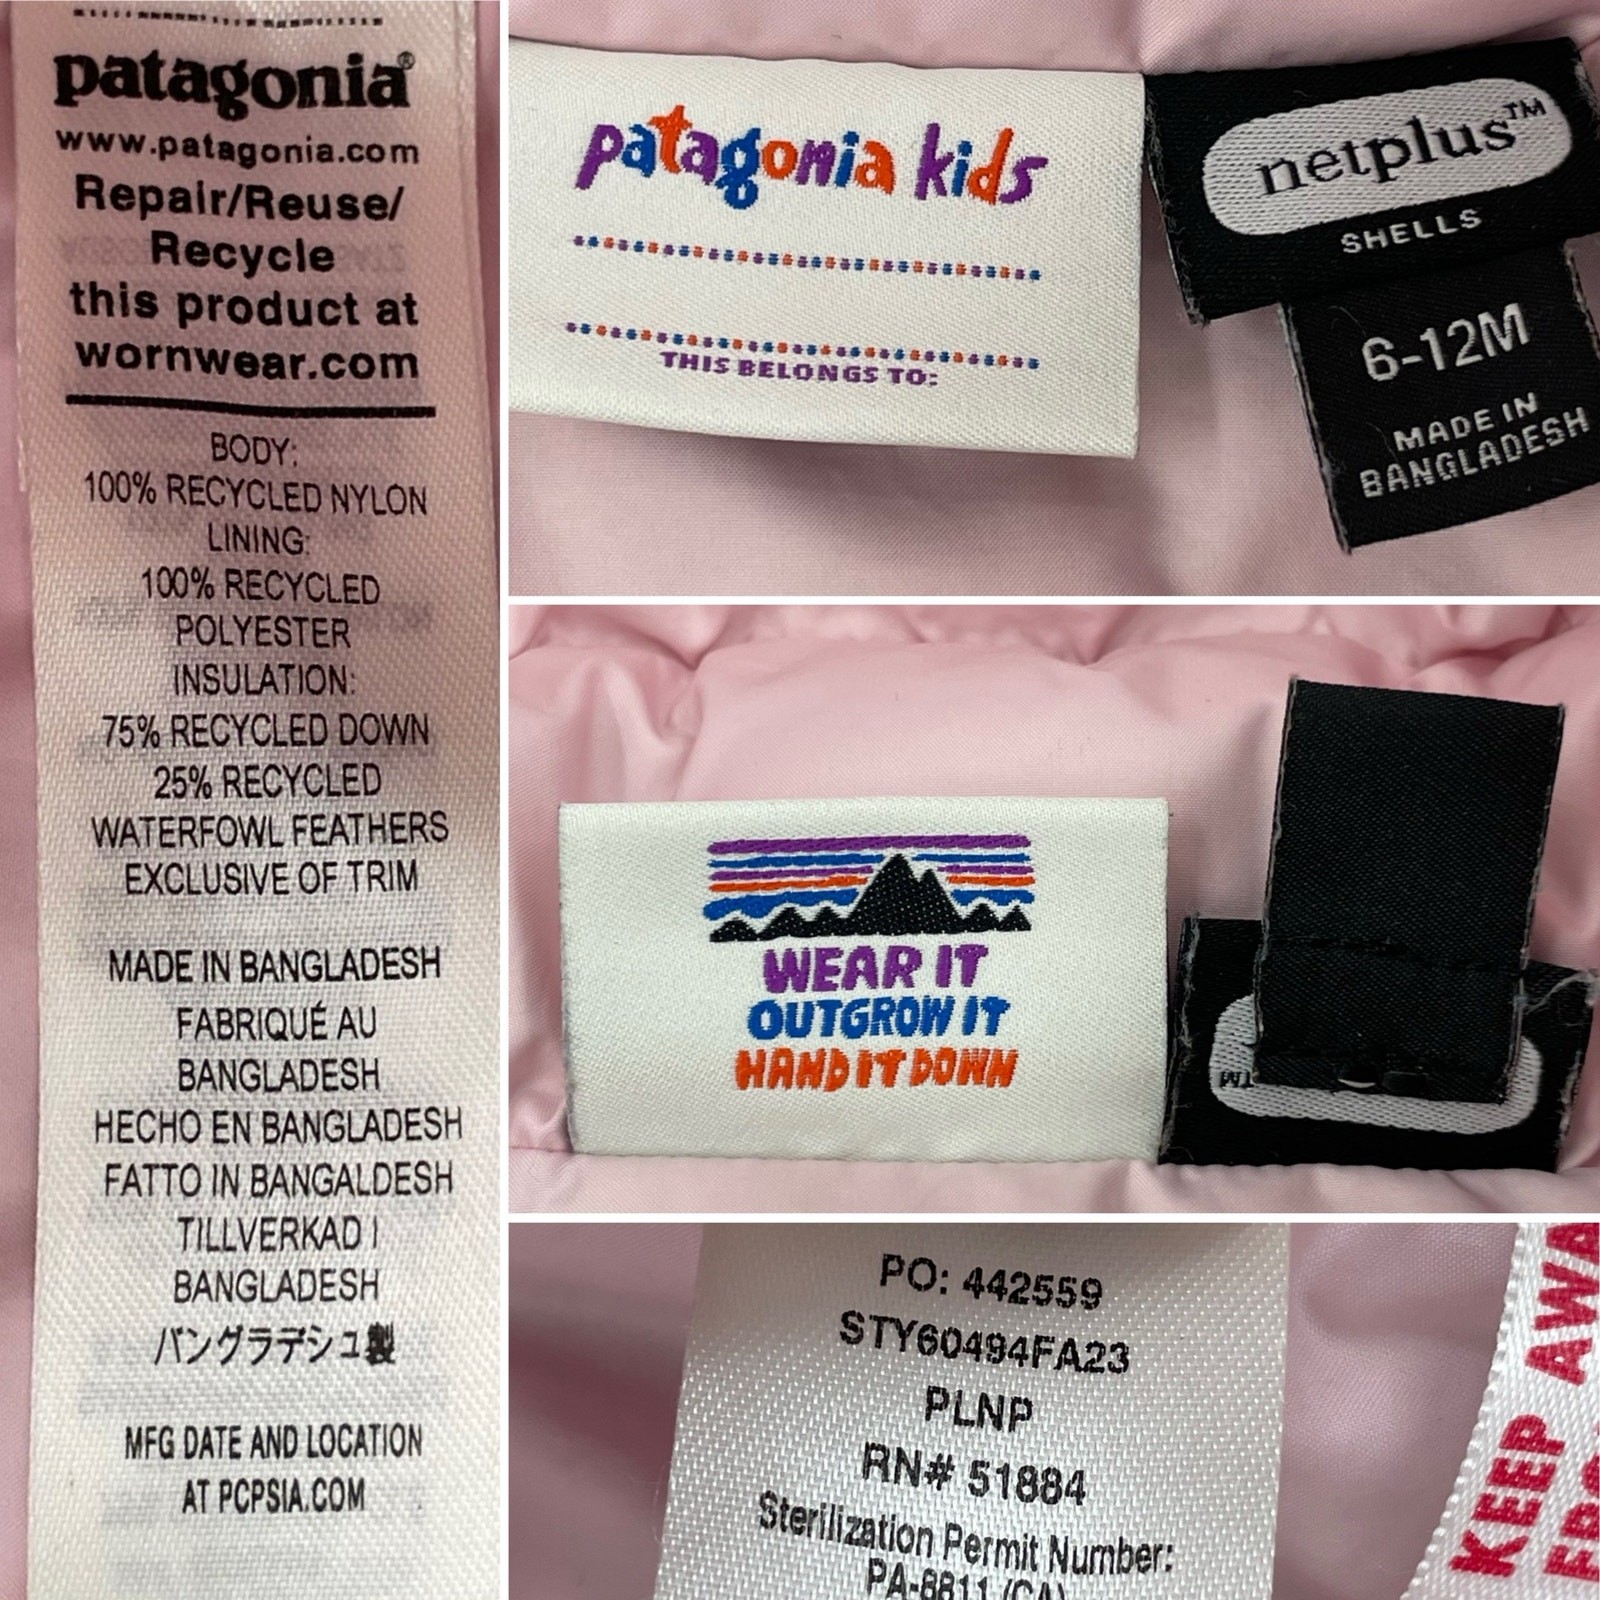 patagonia®
www.patagonia.com
Repair/Reuse/
Recycle
this product at
wornwear.com
BODY:
100% RECYCLED NYLON
LINING:
100% RECYCLED
POLYESTER
INSULATION:
75% RECYCLED DOWN
25% RECYCLED
WATERFOWL FEATHERS
EXCLUSIVE OF TRIM
MADE IN BANGLADESH
FABRIQUÉ AU
BANGLADESH
HECHO EN BANGLADESH
FATTO IN BANGALDESH
TILLVERKAD I
BANGLADESH
バングラデシュ製
MFG DATE AND LOCATION
AT PCPSIA.COM
patagonia kids
THIS BELONGS TO:
netplus™
SHELLS
6-12M
MADE IN
BANGLADESH
WEAR IT
OUTGROW IT
HAND IT DOWN
TM
PO: 442559
STY60494FA23
PLNP
RN# 51884
Sterilization Permit Number:
PA-8811 (CA)
KEEP AWA